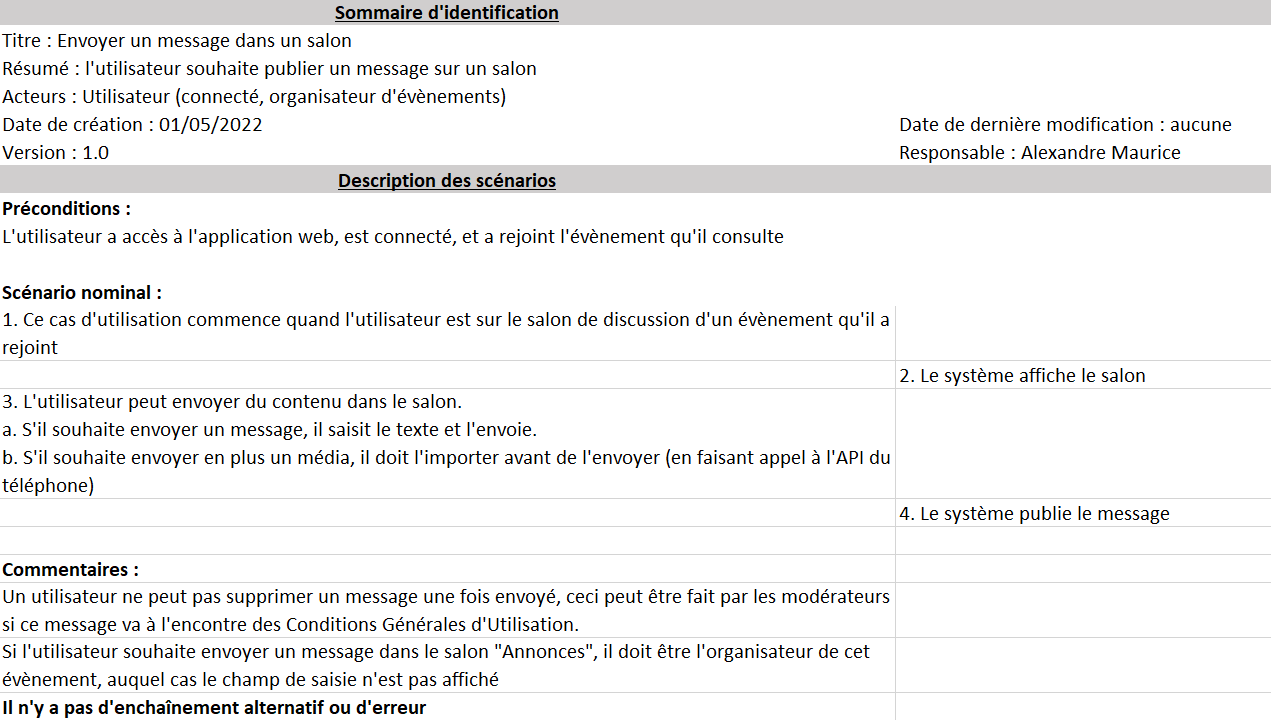 Sommaire d'identification
Titre : Envoyer un message dans un salon
Résumé : l'utilisateur souhaite publier un message sur un salon
Acteurs : Utilisateur (connecté, organisateur d'évènements)
Date de création : 01/05/2022
Date de dernière modification : aucune
Version : 1.0
Responsable : Alexandre Maurice
Description des scénarios
Préconditions :
L'utilisateur a accès à l'application web, est connecté, et a rejoint l'évènement qu'il consulte
Scénario nominal :
1. Ce cas d'utilisation commence quand l'utilisateur est sur le salon de discussion d'un évènement qu'il a
rejoint
2. Le système affiche le salon
3. L'utilisateur peut envoyer du contenu dans le salon.
a. S'il souhaite envoyer un message, il saisit le texte et l'envoie.
b. S'il souhaite envoyer en plus un média, il doit l'importer avant de l'envoyer (en faisant appel à l'API du
téléphone)
4. Le système publie le message
Commentaires :
Un utilisateur ne peut pas supprimer un message une fois envoyé, ceci peut être fait par les modérateurs
si ce message va à l'encontre des Conditions Générales d'Utilisation.
Si l'utilisateur souhaite envoyer un message dans le salon "Annonces", il doit être l'organisateur de cet
évènement, auquel cas le champ de saisie n'est pas affiché
Il n'y a pas d'enchaînement alternatif ou d'erreur